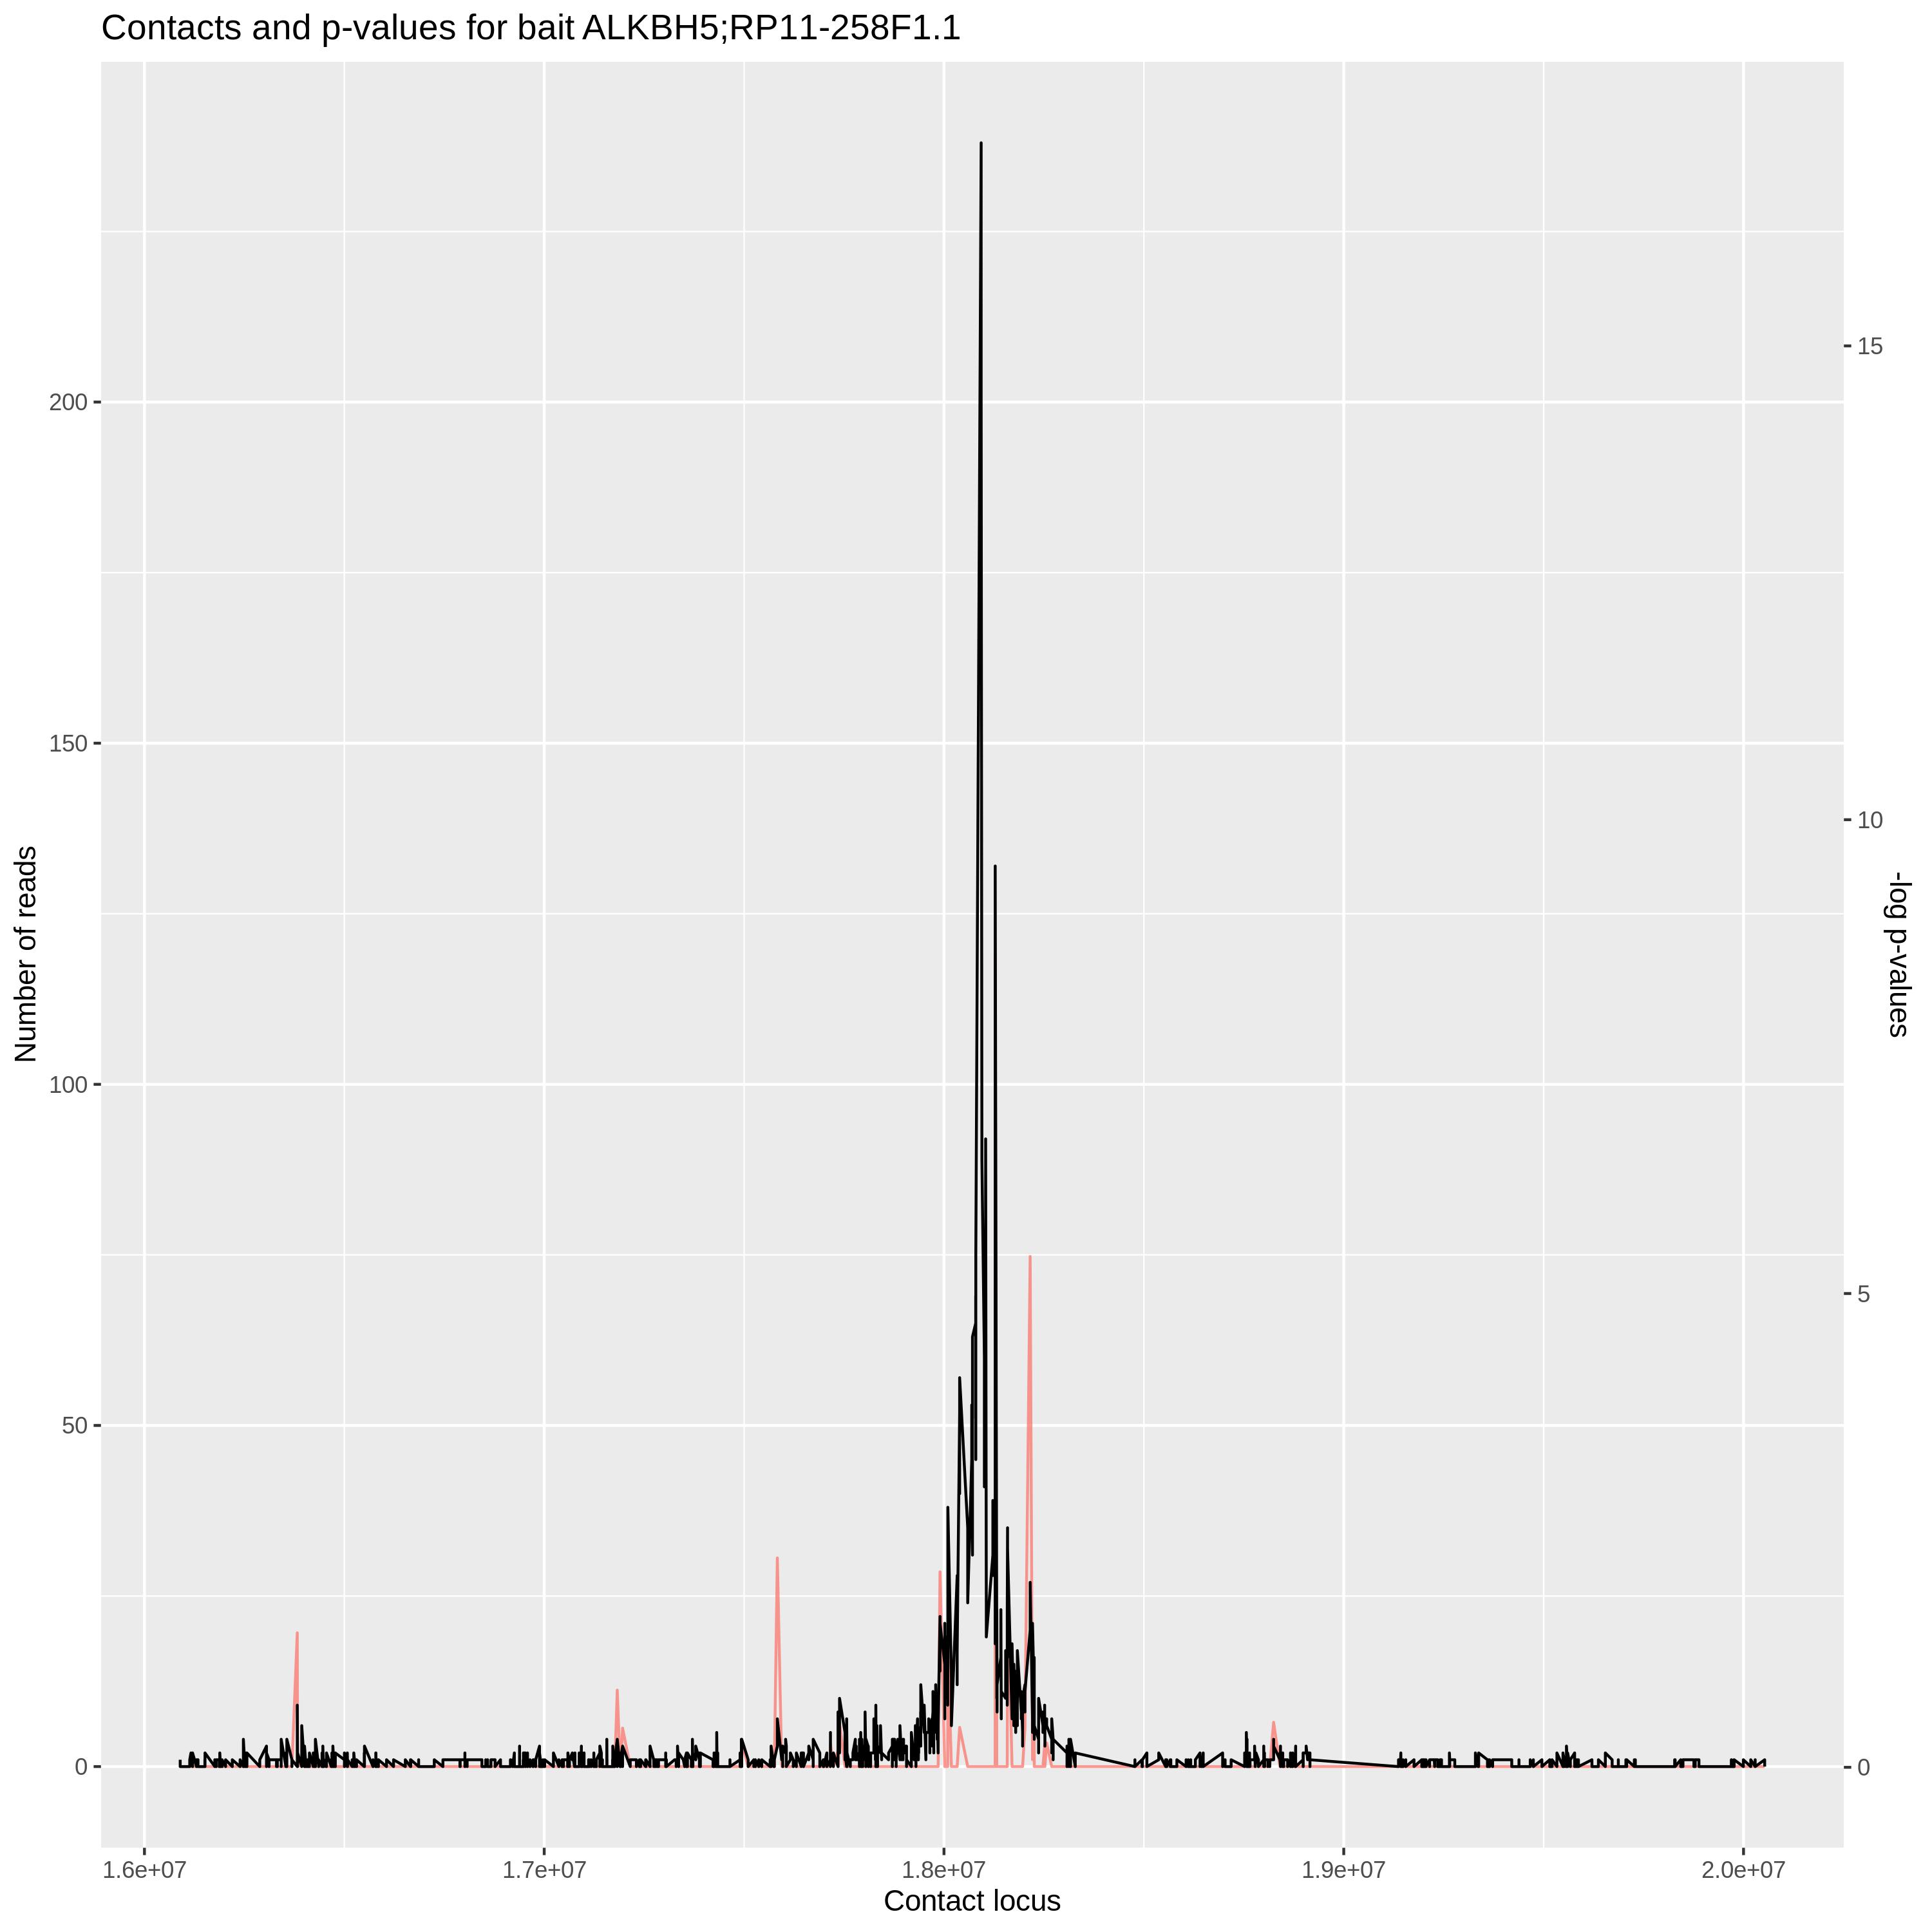 Contacts and p-values for bait ALKBH5;RP11-258F1.1
Number of reads
200
150
100
50
0
15
10
5
0
-log p-values
1.6e+07
1.7e+07
1.8e+07
1.9e+07
2.0e+07
Contact locus